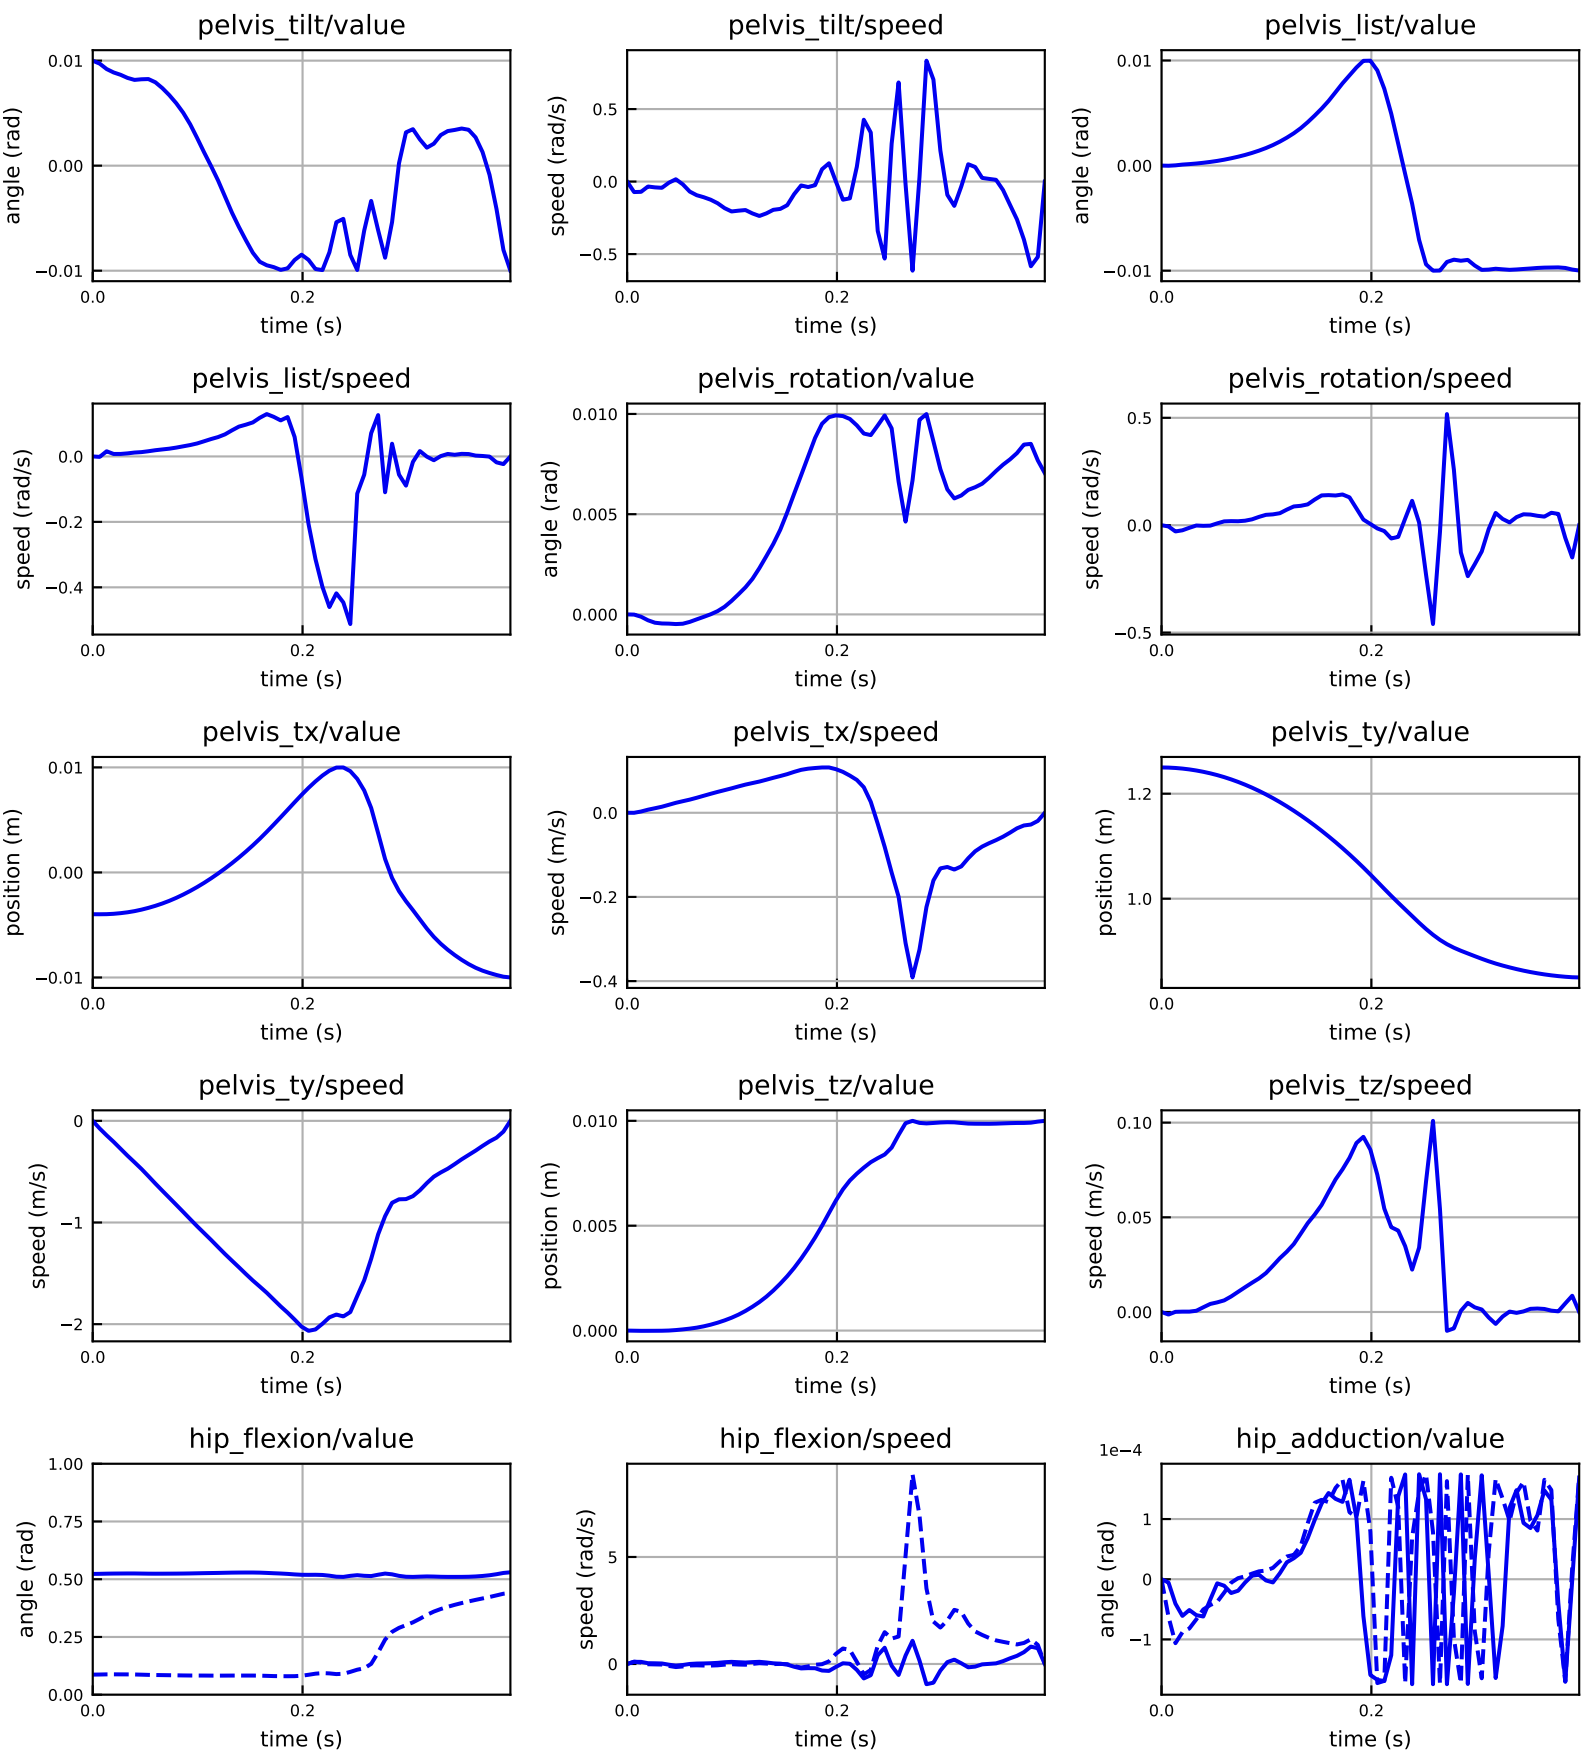 pelvis_tilt/value
pelvis_tilt/speed
pelvis_list/value
angle (rad)
0.01
0.00
−0.01
0.0
0.2
time (s)
speed (rad/s)
0.5
0.0
−0.5
0.0
0.2
time (s)
angle (rad)
0.01
0.00
−0.01
0.0
0.2
time (s)
pelvis_list/speed
pelvis_rotation/value
pelvis_rotation/speed
speed (rad/s)
0.0
−0.2
−0.4
0.0
0.2
time (s)
angle (rad)
0.010
0.005
0.000
0.0
0.2
time (s)
speed (rad/s)
0.5
0.0
−0.5
0.0
0.2
time (s)
pelvis_tx/value
pelvis_tx/speed
pelvis_ty/value
position (m)
0.01
0.00
−0.01
0.0
0.2
time (s)
speed (m/s)
0.0
−0.2
−0.4
0.0
0.2
time (s)
position (m)
1.2
1.0
0.0
0.2
time (s)
pelvis_ty/speed
pelvis_tz/value
pelvis_tz/speed
speed (m/s)
0
−1
−2
0.0
0.2
time (s)
position (m)
0.010
0.005
0.000
0.0
0.2
time (s)
speed (m/s)
0.10
0.05
0.00
0.0
0.2
time (s)
hip_flexion/value
hip_flexion/speed
hip_adduction/value
angle (rad)
1.00
0.75
0.50
0.25
0.00
0.0
0.2
time (s)
speed (rad/s)
5
0
0.0
0.2
time (s)
1e−4
angle (rad)
1
0
−1
0.0
0.2
time (s)